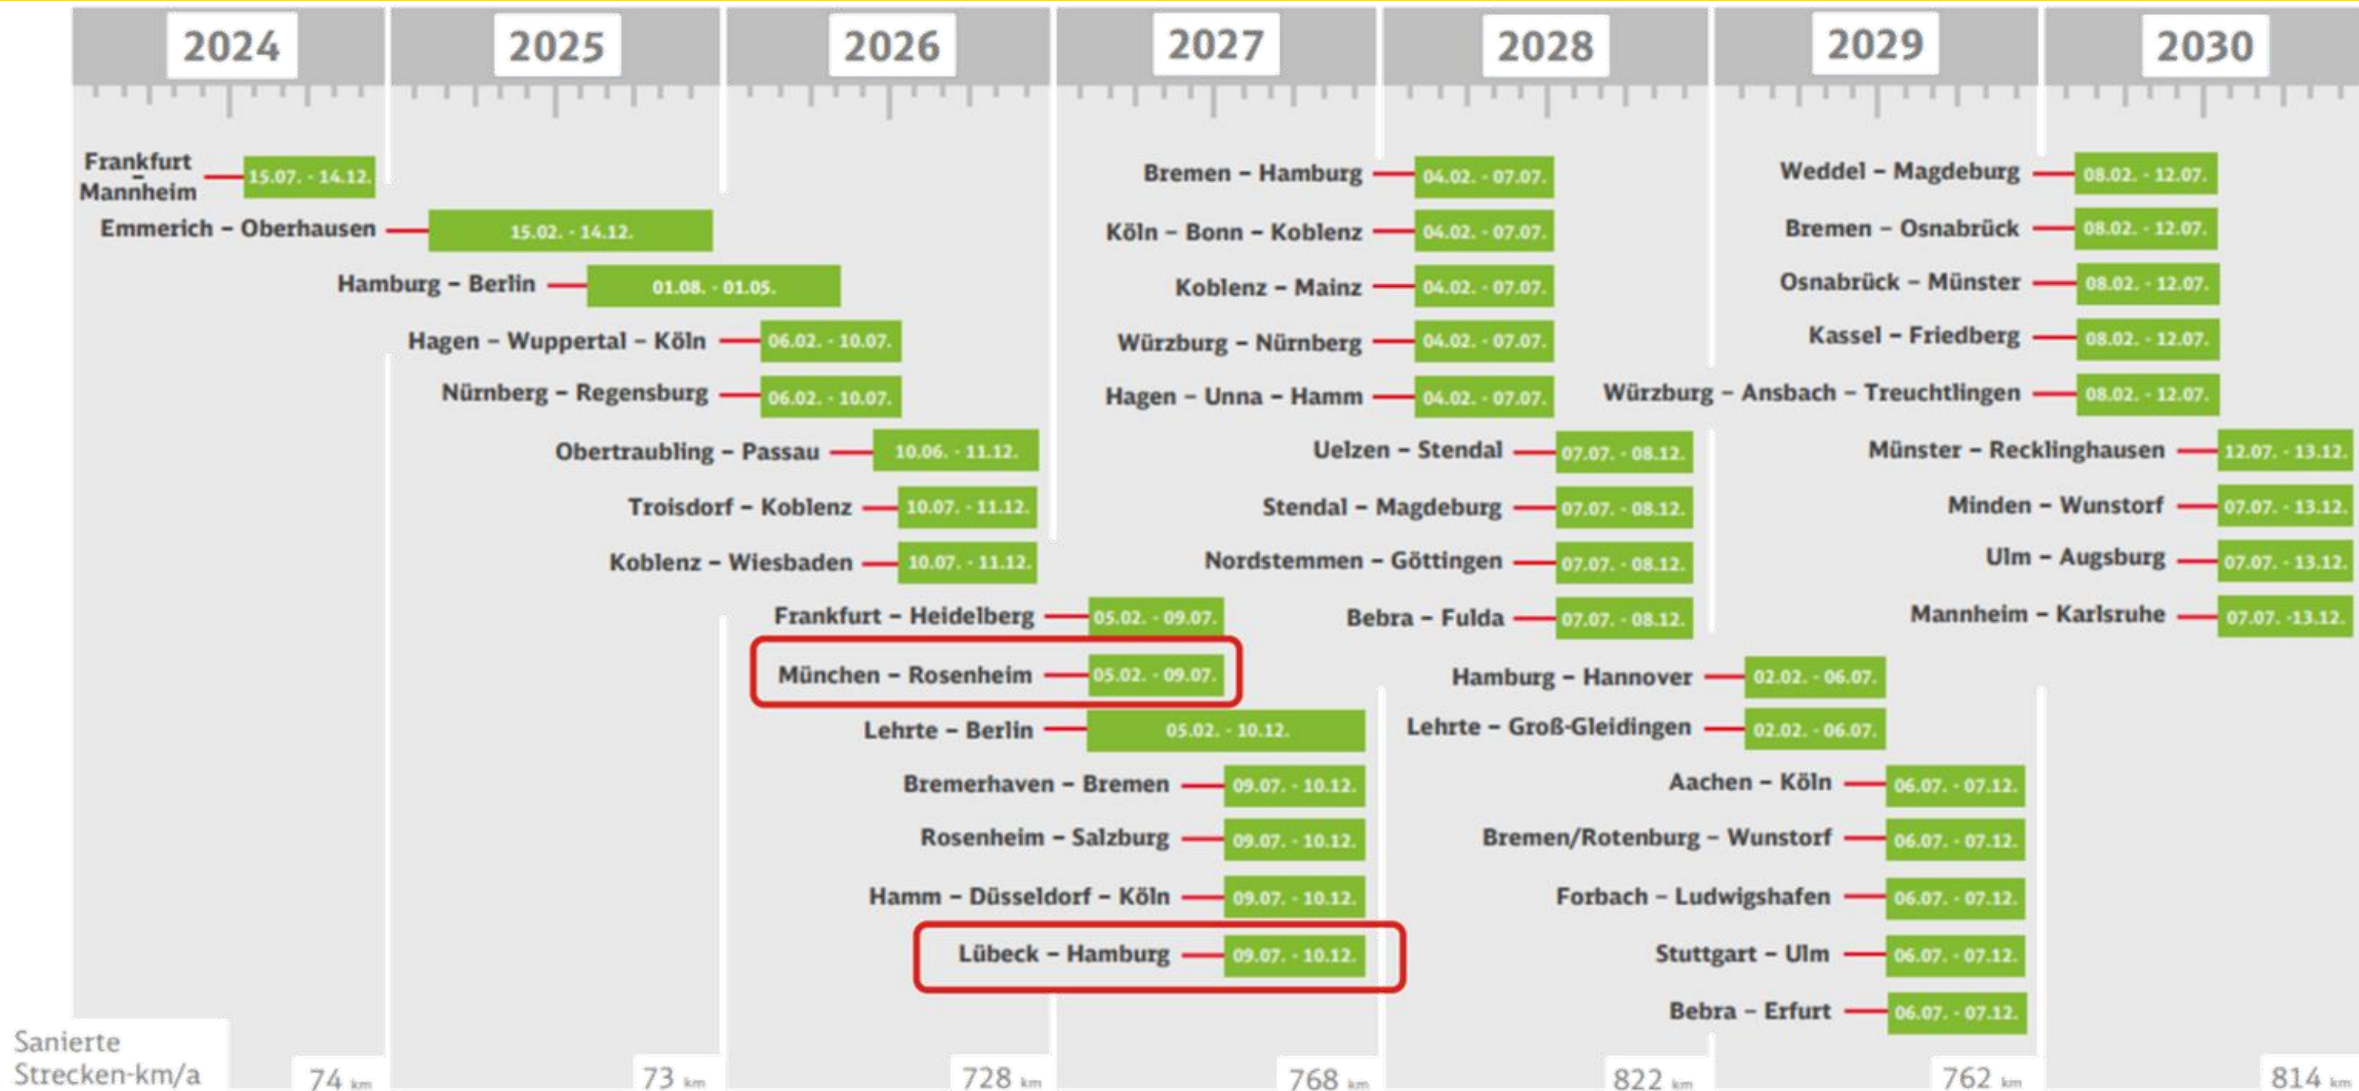 2024
2025
2026
2027
2028
2029
2030
Frankfurt
–
Mannheim
15.07. - 14.12.
Emmerich – Oberhausen
15.02. - 14.12.
Hamburg – Berlin
01.08. - 01.05.
Hagen – Wuppertal – Köln
06.02. - 10.07.
Nürnberg – Regensburg
06.02. - 10.07.
Obertraubling – Passau
10.06. - 11.12.
Troisdorf – Koblenz
10.07. - 11.12.
Koblenz – Wiesbaden
10.07. - 11.12.
Frankfurt – Heidelberg
05.02. - 09.07.
München – Rosenheim
05.02. - 09.07.
Lehrte – Berlin
05.02. - 10.12.
Bremerhaven – Bremen
09.07. - 10.12.
Rosenheim – Salzburg
09.07. - 10.12.
Hamm – Düsseldorf – Köln
09.07. - 10.12.
Lübeck – Hamburg
09.07. - 10.12.
Bremen – Hamburg
04.02. - 07.07.
Köln – Bonn – Koblenz
04.02. - 07.07.
Koblenz – Mainz
04.02. - 07.07.
Würzburg – Nürnberg
04.02. - 07.07.
Hagen – Unna – Hamm
04.02. - 07.07.
Uelzen – Stendal
07.07. - 08.12.
Stendal – Magdeburg
07.07. - 08.12.
Nordstemmen – Göttingen
07.07. - 08.12.
Bebra – Fulda
07.07. - 08.12.
Hamburg – Hannover
02.02. - 06.07.
Lehrte – Groß-Gleidingen
02.02. - 06.07.
Aachen – Köln
06.07. - 07.12.
Bremen/Rotenburg – Wunstorf
06.07. - 07.12.
Forbach – Ludwigshafen
06.07. - 07.12.
Stuttgart – Ulm
06.07. - 07.12.
Bebra – Erfurt
06.07. - 07.12.
Weddel – Magdeburg
08.02. - 12.07.
Bremen – Osnabrück
08.02. - 12.07.
Osnabrück – Münster
08.02. - 12.07.
Kassel – Friedberg
08.02. - 12.07.
Würzburg – Ansbach – Treuchtlingen
08.02. - 12.07.
Münster – Recklinghausen
12.07. - 13.12.
Minden – Wunstorf
07.07. - 13.12.
Ulm – Augsburg
07.07. - 13.12.
Mannheim – Karlsruhe
07.07. -13.12.
Sanierte
Strecken-km/a
74 km
73 km
728 km
768 km
822 km
762 km
814 km